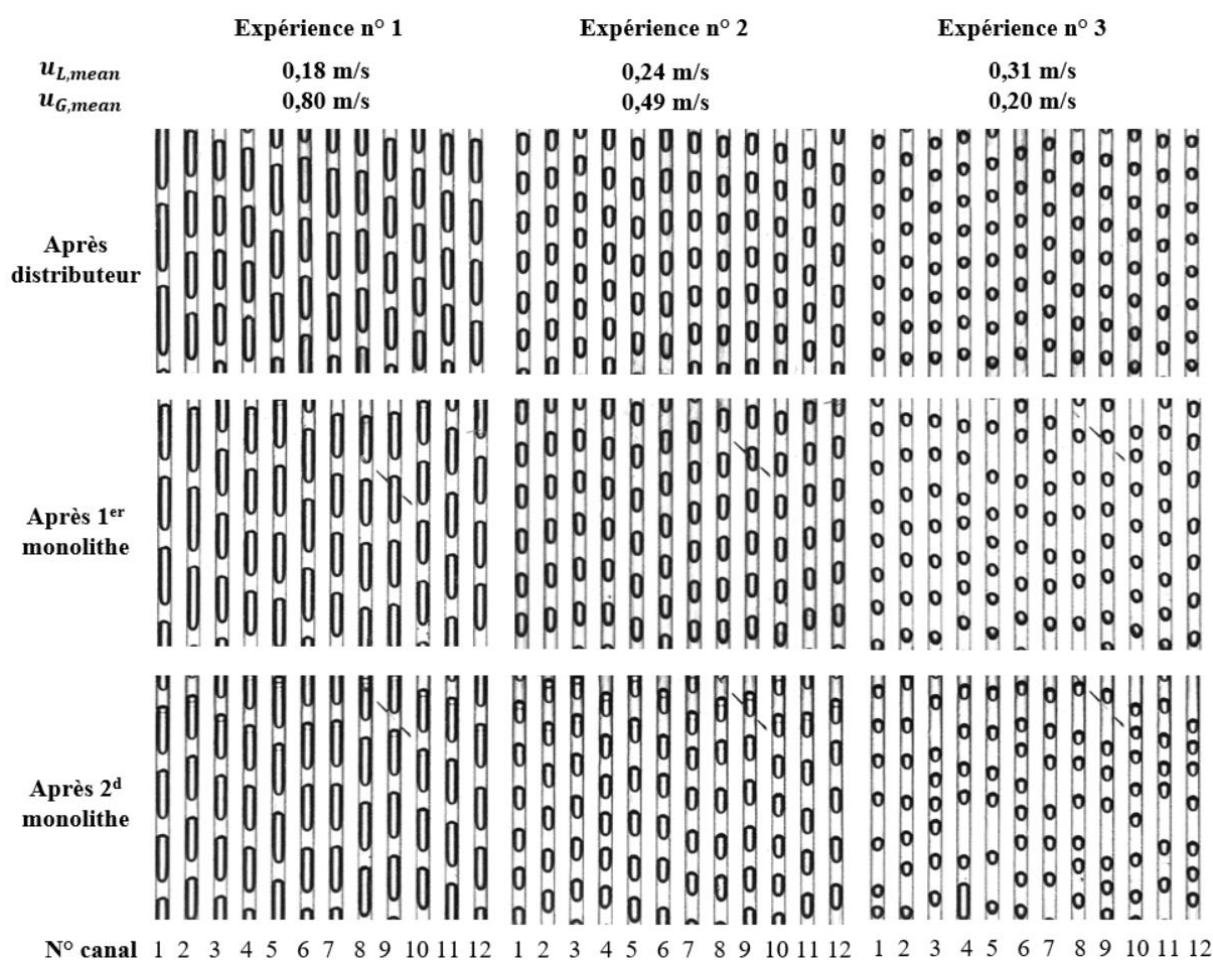 Expérience n° 1 Expérience n° 2 Expérience n° 3
u_L,mean 0,18 m/s 0,24 m/s 0,31 m/s
u_G,mean 0,80 m/s 0,49 m/s 0,20 m/s
Après
distributeur
Après 1er
monolithe
Après 2d
monolithe
N° canal 1 2 3 4 5 6 7 8 9 10 11 12 1 2 3 4 5 6 7 8 9 10 11 12 1 2 3 4 5 6 7 8 9 10 11 12